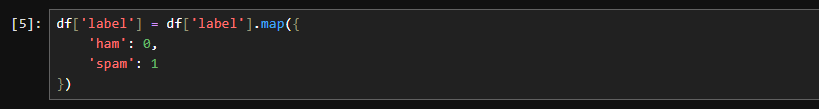 [5]: df['label'] = df['label'].map({
    'ham': 0,
    'spam': 1
})